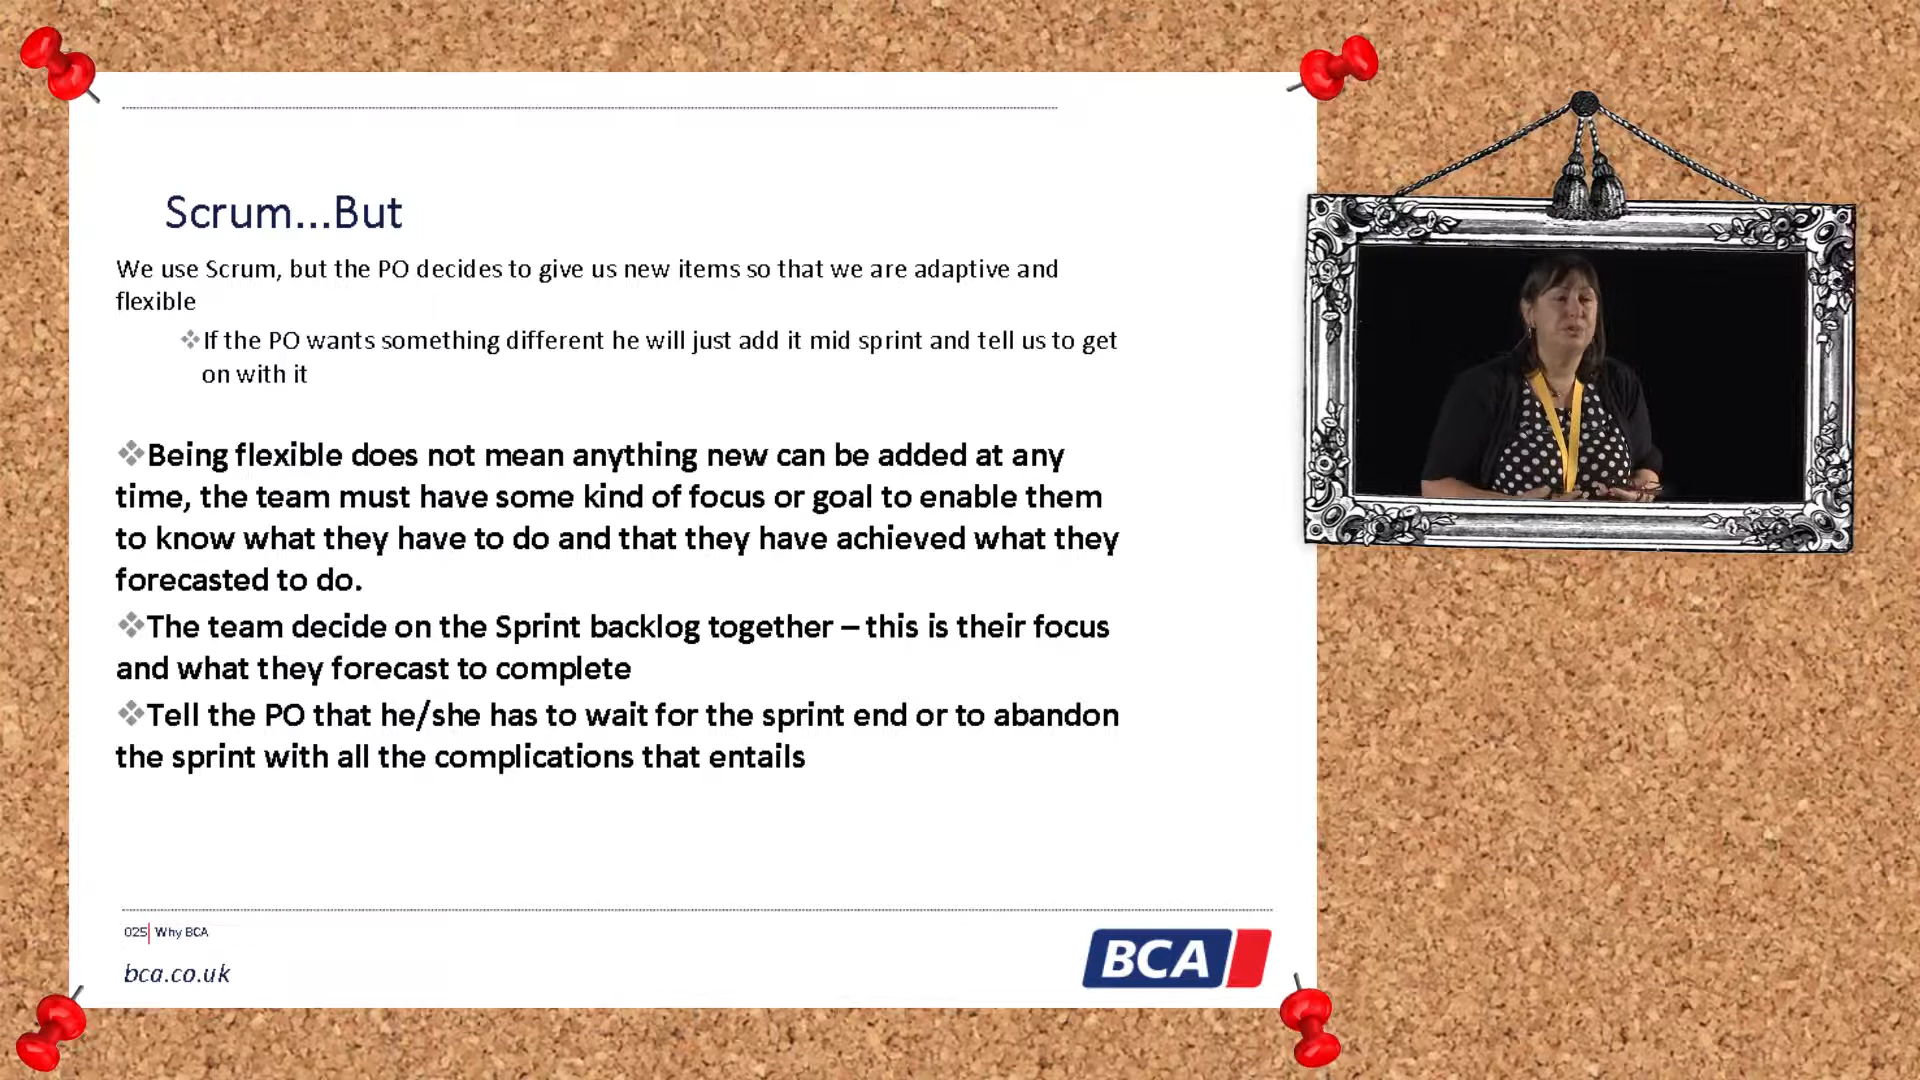 Scrum...But
We use Scrum, but the PO decides to give us new items so that we are adaptive and
flexible
❖If the PO wants something different he will just add it mid sprint and tell us to get
on with it
❖Being flexible does not mean anything new can be added at any
time, the team must have some kind of focus or goal to enable them
to know what they have to do and that they have achieved what they
forecasted to do.
❖The team decide on the Sprint backlog together – this is their focus
and what they forecast to complete
❖Tell the PO that he/she has to wait for the sprint end or to abandon
the sprint with all the complications that entails
025| Why BCA
bca.co.uk
BCA